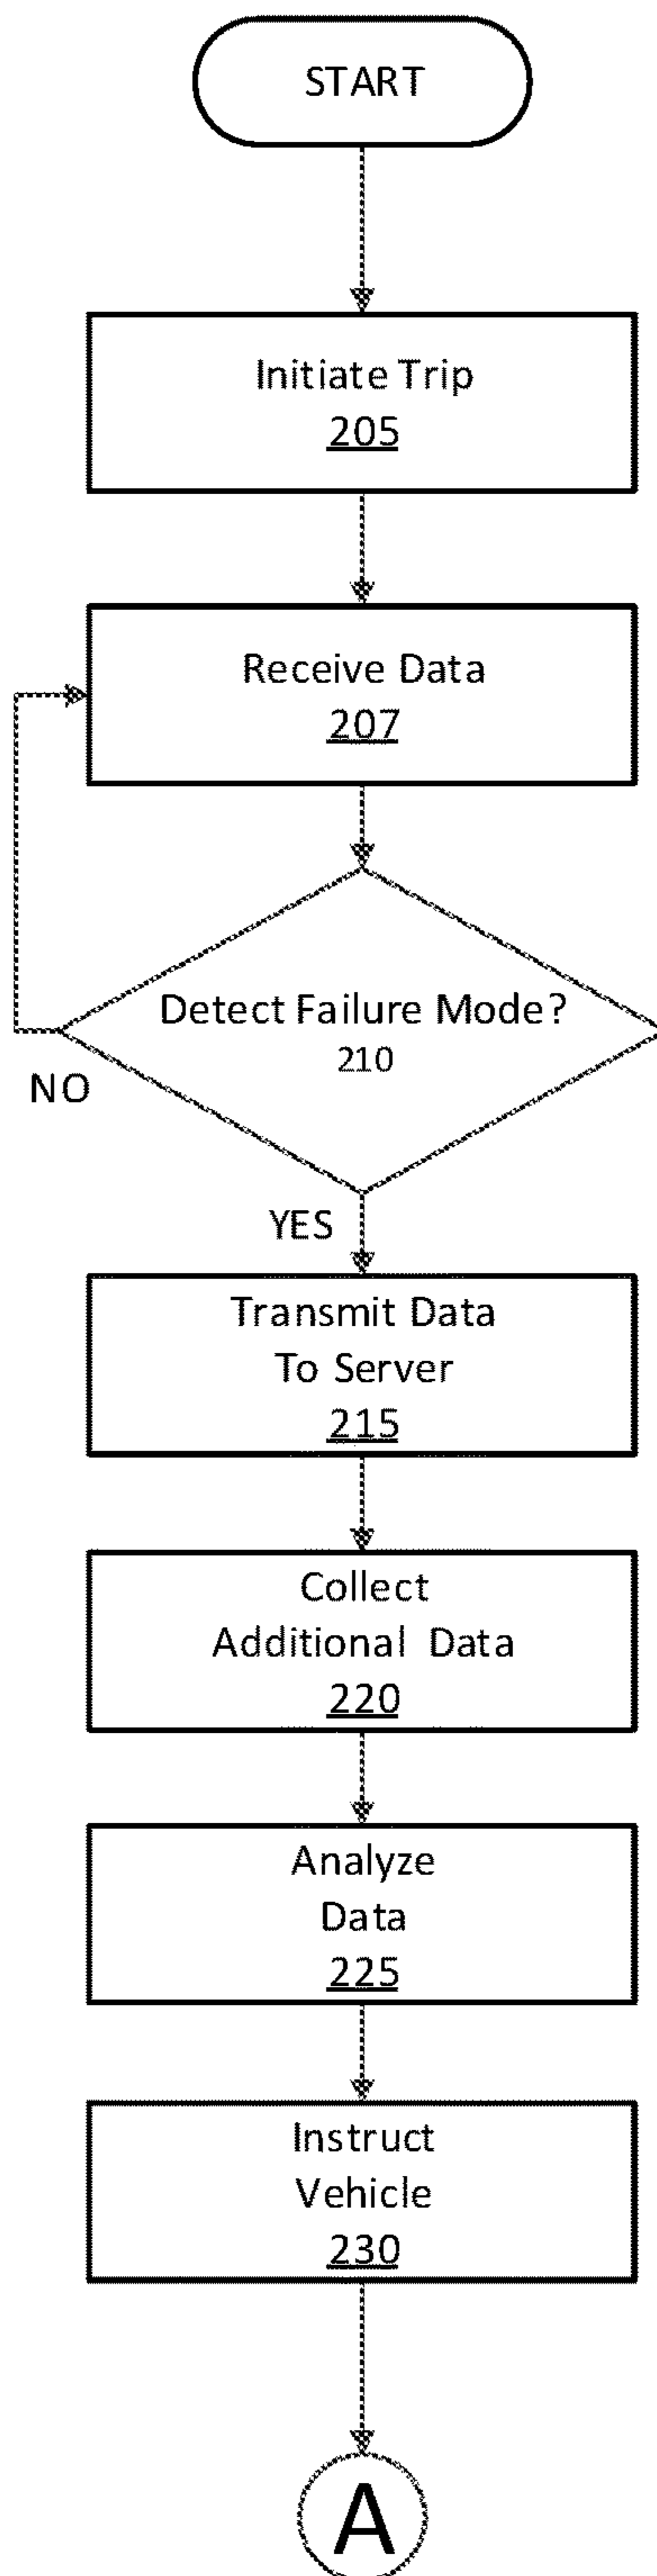 START
Initiate Trip
205
Receive Data
207
Detect Failure Mode?
210
NO
YES
Transmit Data
To Server
215
Collect
Additional Data
220
Analyze
Data
225
Instruct
Vehicle
230
A